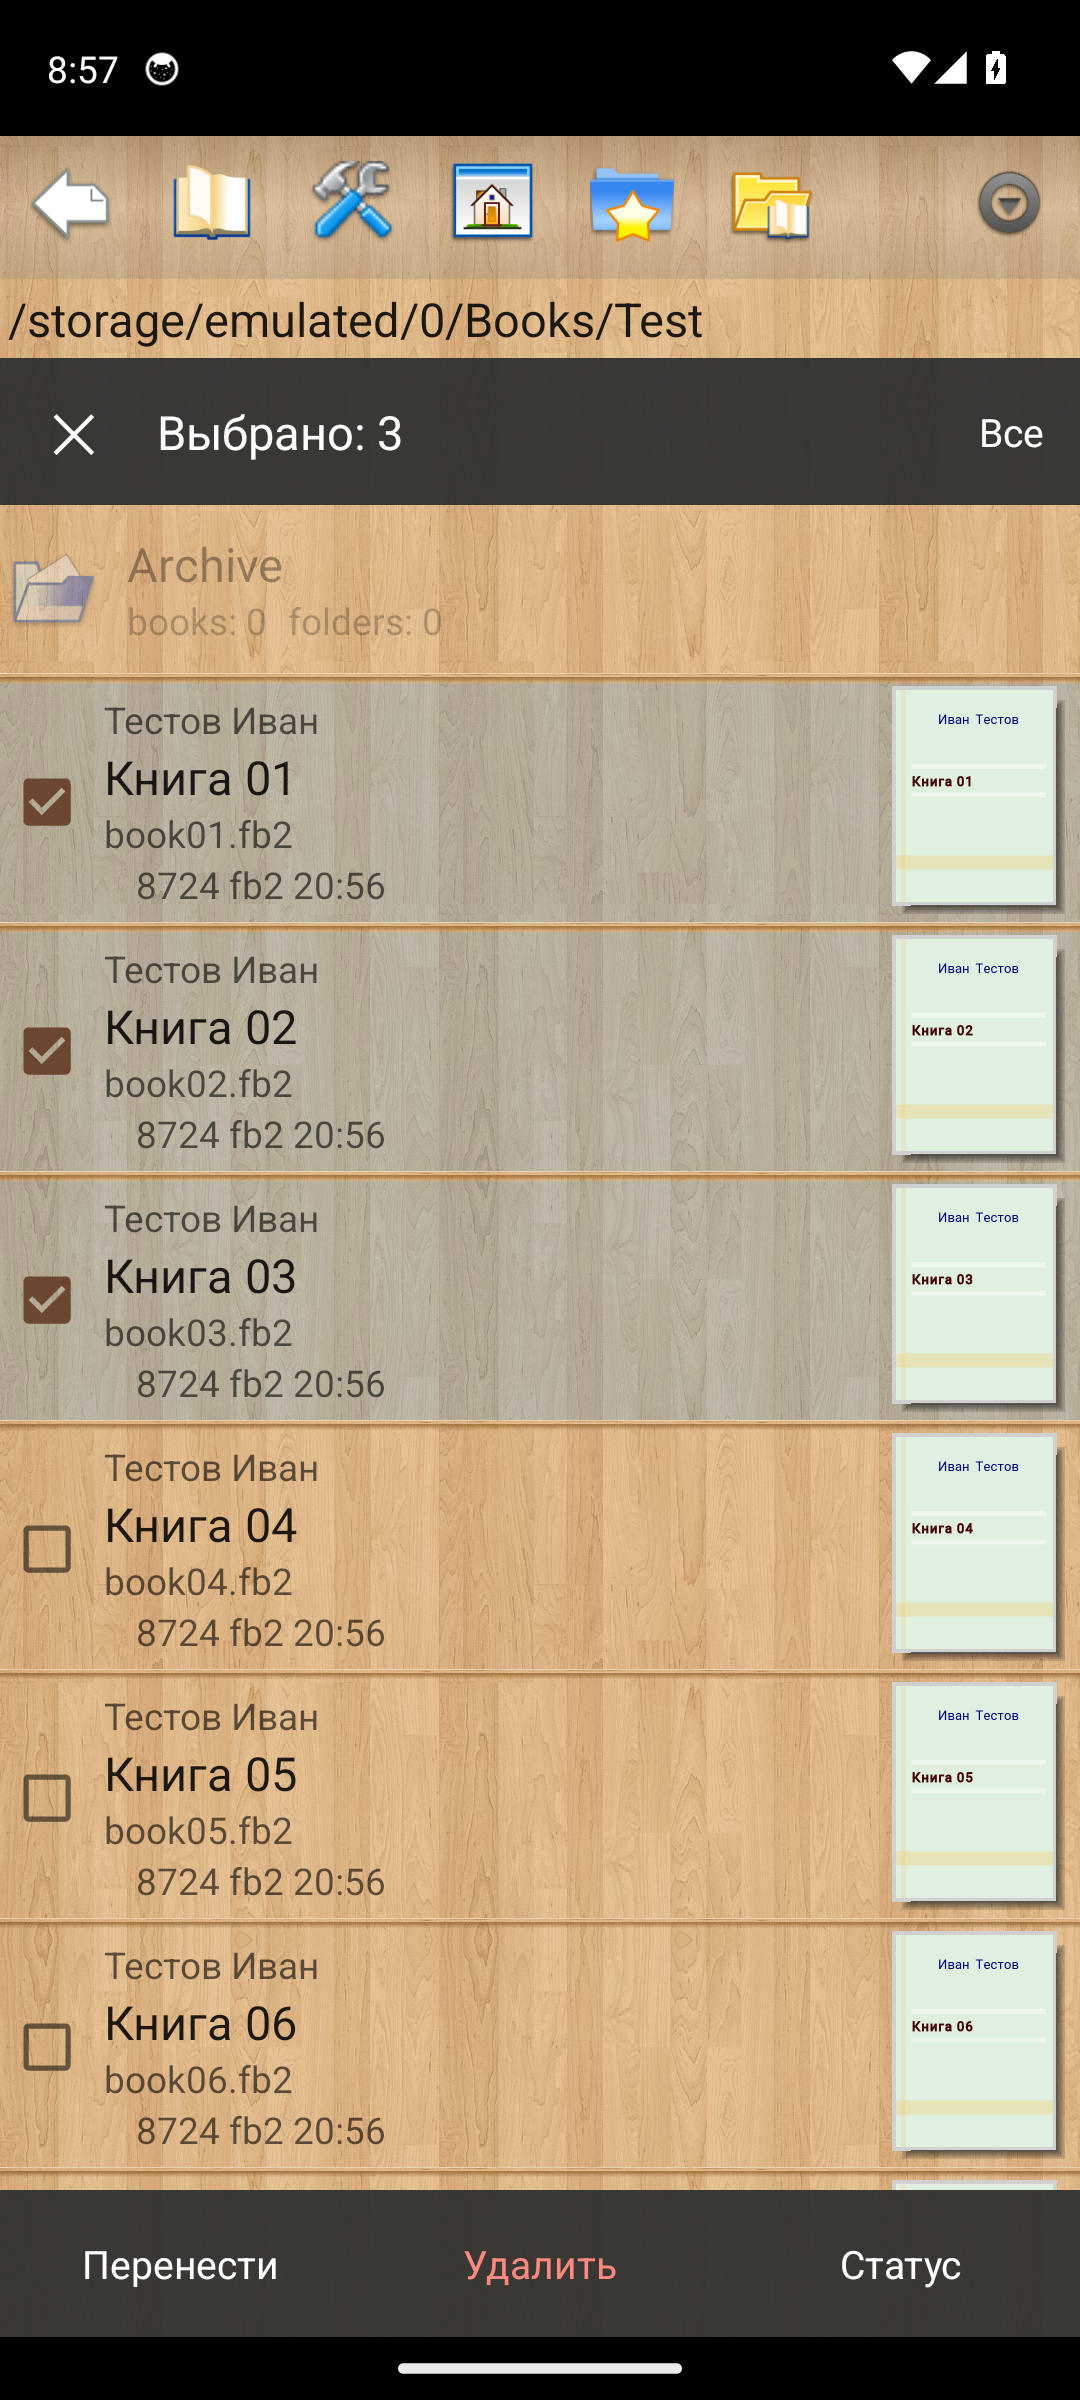 8:57
/storage/emulated/0/Books/Test
Выбрано: 3
Все
Archive
books: 0 folders: 0
Тестов Иван
Книга 01
book01.fb2
8724 fb2 20:56
Иван Тестов
Книга 01
Тестов Иван
Книга 02
book02.fb2
8724 fb2 20:56
Иван Тестов
Книга 02
Тестов Иван
Книга 03
book03.fb2
8724 fb2 20:56
Иван Тестов
Книга 03
Тестов Иван
Книга 04
book04.fb2
8724 fb2 20:56
Иван Тестов
Книга 04
Тестов Иван
Книга 05
book05.fb2
8724 fb2 20:56
Иван Тестов
Книга 05
Тестов Иван
Книга 06
book06.fb2
8724 fb2 20:56
Иван Тестов
Книга 06
Перенести
Удалить
Статус